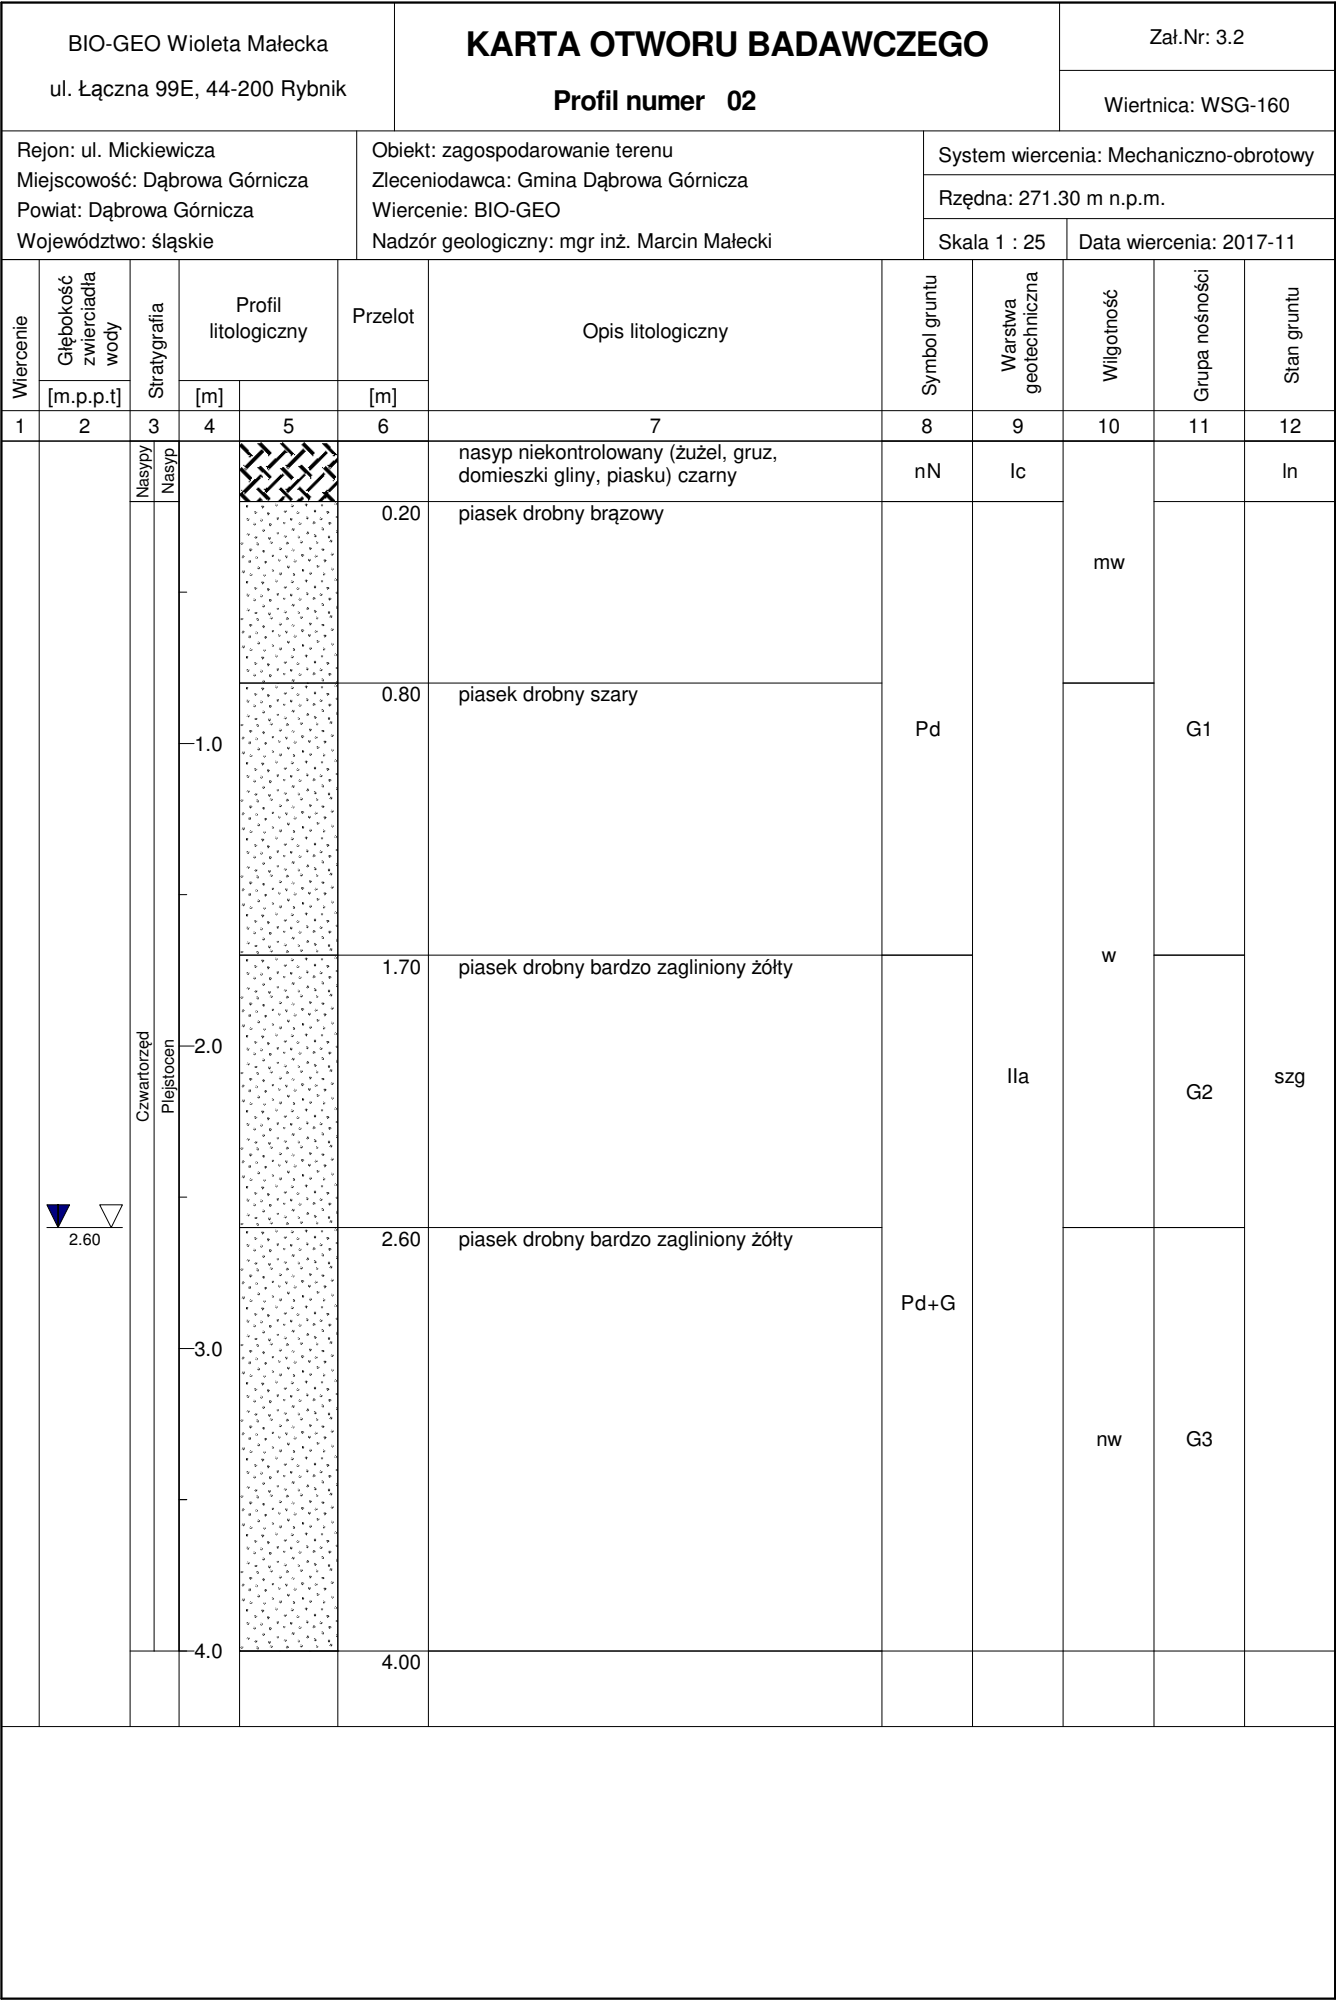 BIO-GEO Wioleta Małecka
ul. Łączna 99E, 44-200 Rybnik
KARTA OTWORU BADAWCZEGO
Profil numer 02
Zał.Nr: 3.2
Wiertnica: WSG-160
Rejon: ul. Mickiewicza
Miejscowość: Dąbrowa Górnicza
Powiat: Dąbrowa Górnicza
Województwo: śląskie
Obiekt: zagospodarowanie terenu
Zleceniodawca: Gmina Dąbrowa Górnicza
Wiercenie: BIO-GEO
Nadzór geologiczny: mgr inż. Marcin Małecki
System wiercenia: Mechaniczno-obrotowy
Rzędna: 271.30 m n.p.m.
Skala 1 : 25
Data wiercenia: 2017-11
Wiercenie
Głębokość
zwierciadła
wody
[m.p.p.t]
Stratygrafia
Profil
litologiczny
[m]
Przelot
[m]
Opis litologiczny
Symbol gruntu
Warstwa
geotechniczna
Wilgotność
Grupa nośności
Stan gruntu
1 2 3 4 5 6 7 8 9 10 11 12
Nasypy
Nasyp
nasyp niekontrolowany (żużel, gruz,
domieszki gliny, piasku) czarny
nN
Ic
ln
0.20
piasek drobny brązowy
mw
0.80
piasek drobny szary
1.0
Pd
G1
1.70
piasek drobny bardzo zagliniony żółty
w
Czwartorzęd
Plejstocen
2.0
IIa
G2
szg
2.60
2.60
piasek drobny bardzo zagliniony żółty
Pd+G
3.0
nw
G3
4.0
4.00